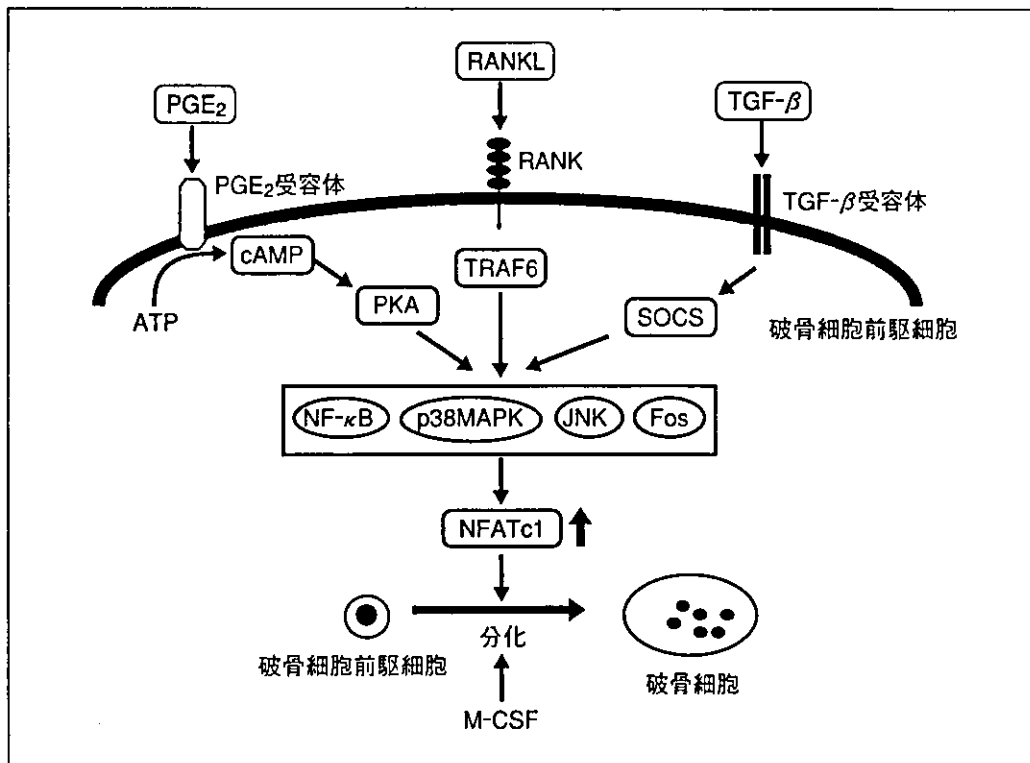 RANKL
PGE₂
TGF-β
RANK
PGE₂受容体
TGF-β受容体
cAMP
TRAF6
ATP
PKA
SOCS
破骨細胞前駆細胞
NF-κB
p38MAPK
JNK
Fos
NFATc1
分化
破骨細胞前駆細胞
破骨細胞
M-CSF